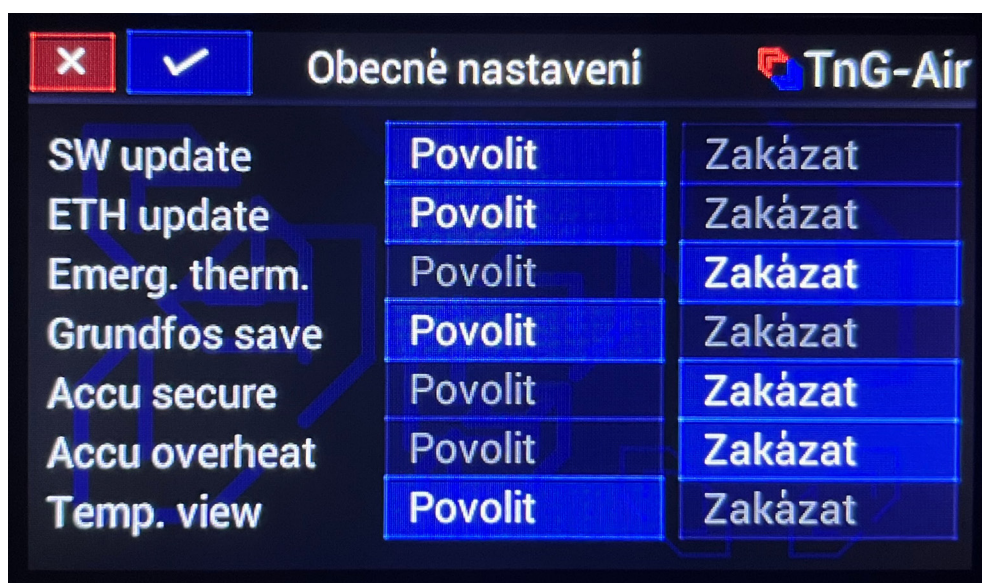 Obecné nastavení TnG-Air
SW update Povolit Zakázat
ETH update Povolit Zakázat
Emerg. therm. Povolit Zakázat
Grundfos save Povolit Zakázat
Accu secure Povolit Zakázat
Accu overheat Povolit Zakázat
Temp. view Povolit Zakázat